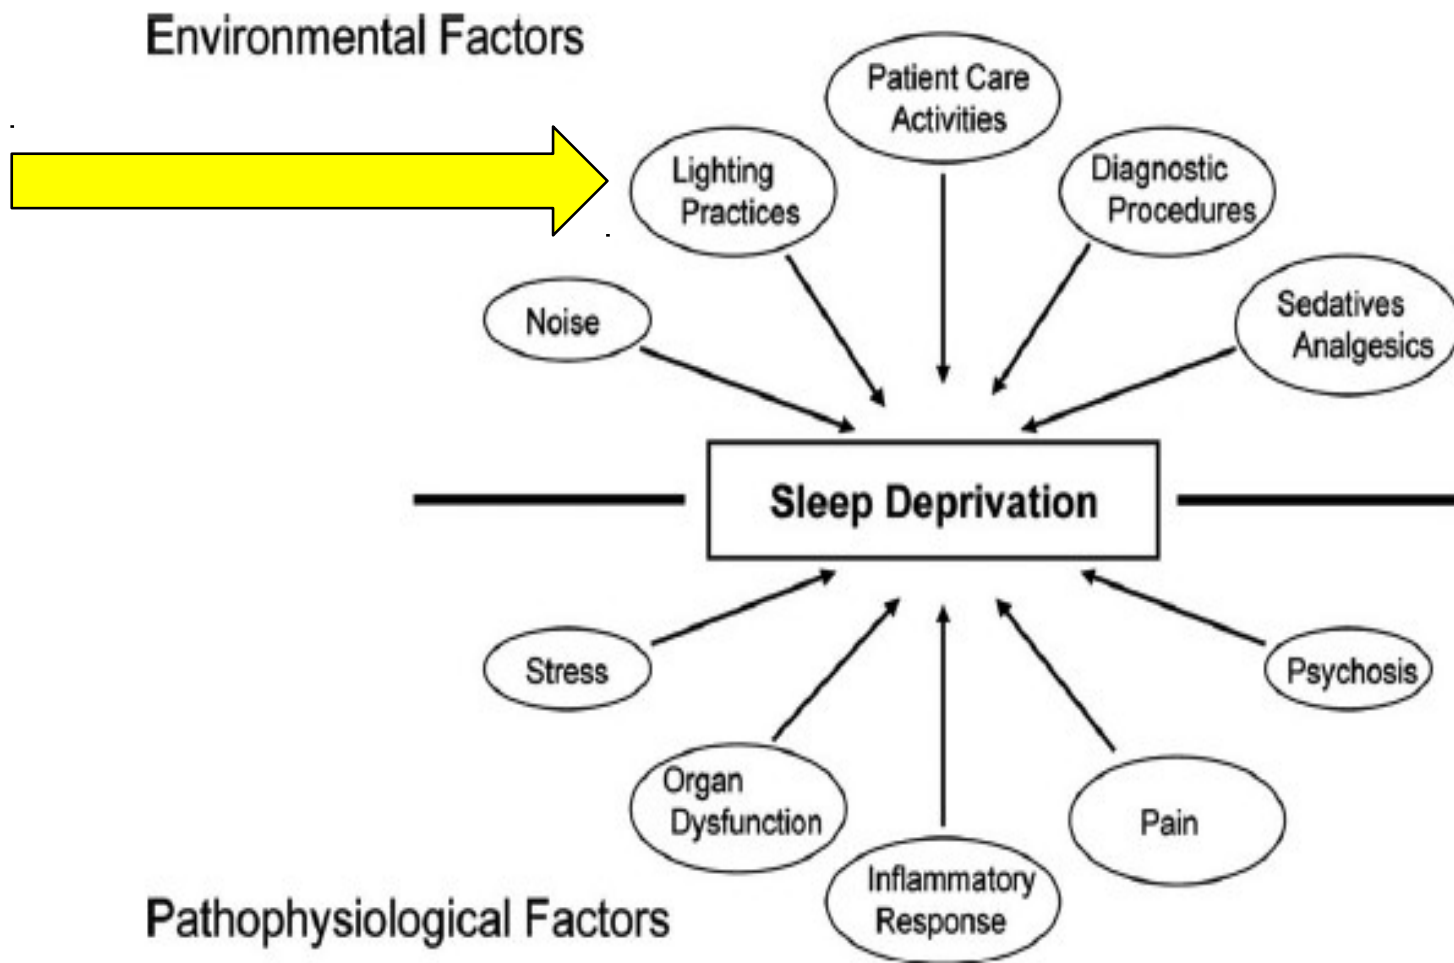 Environmental Factors
Patient Care
Activities
Lighting
Practices
Diagnostic
Procedures
Noise
Sedatives
Analgesics
Sleep Deprivation
Stress
Psychosis
Organ
Dysfunction
Pain
Inflammatory
Response
Pathophysiological Factors